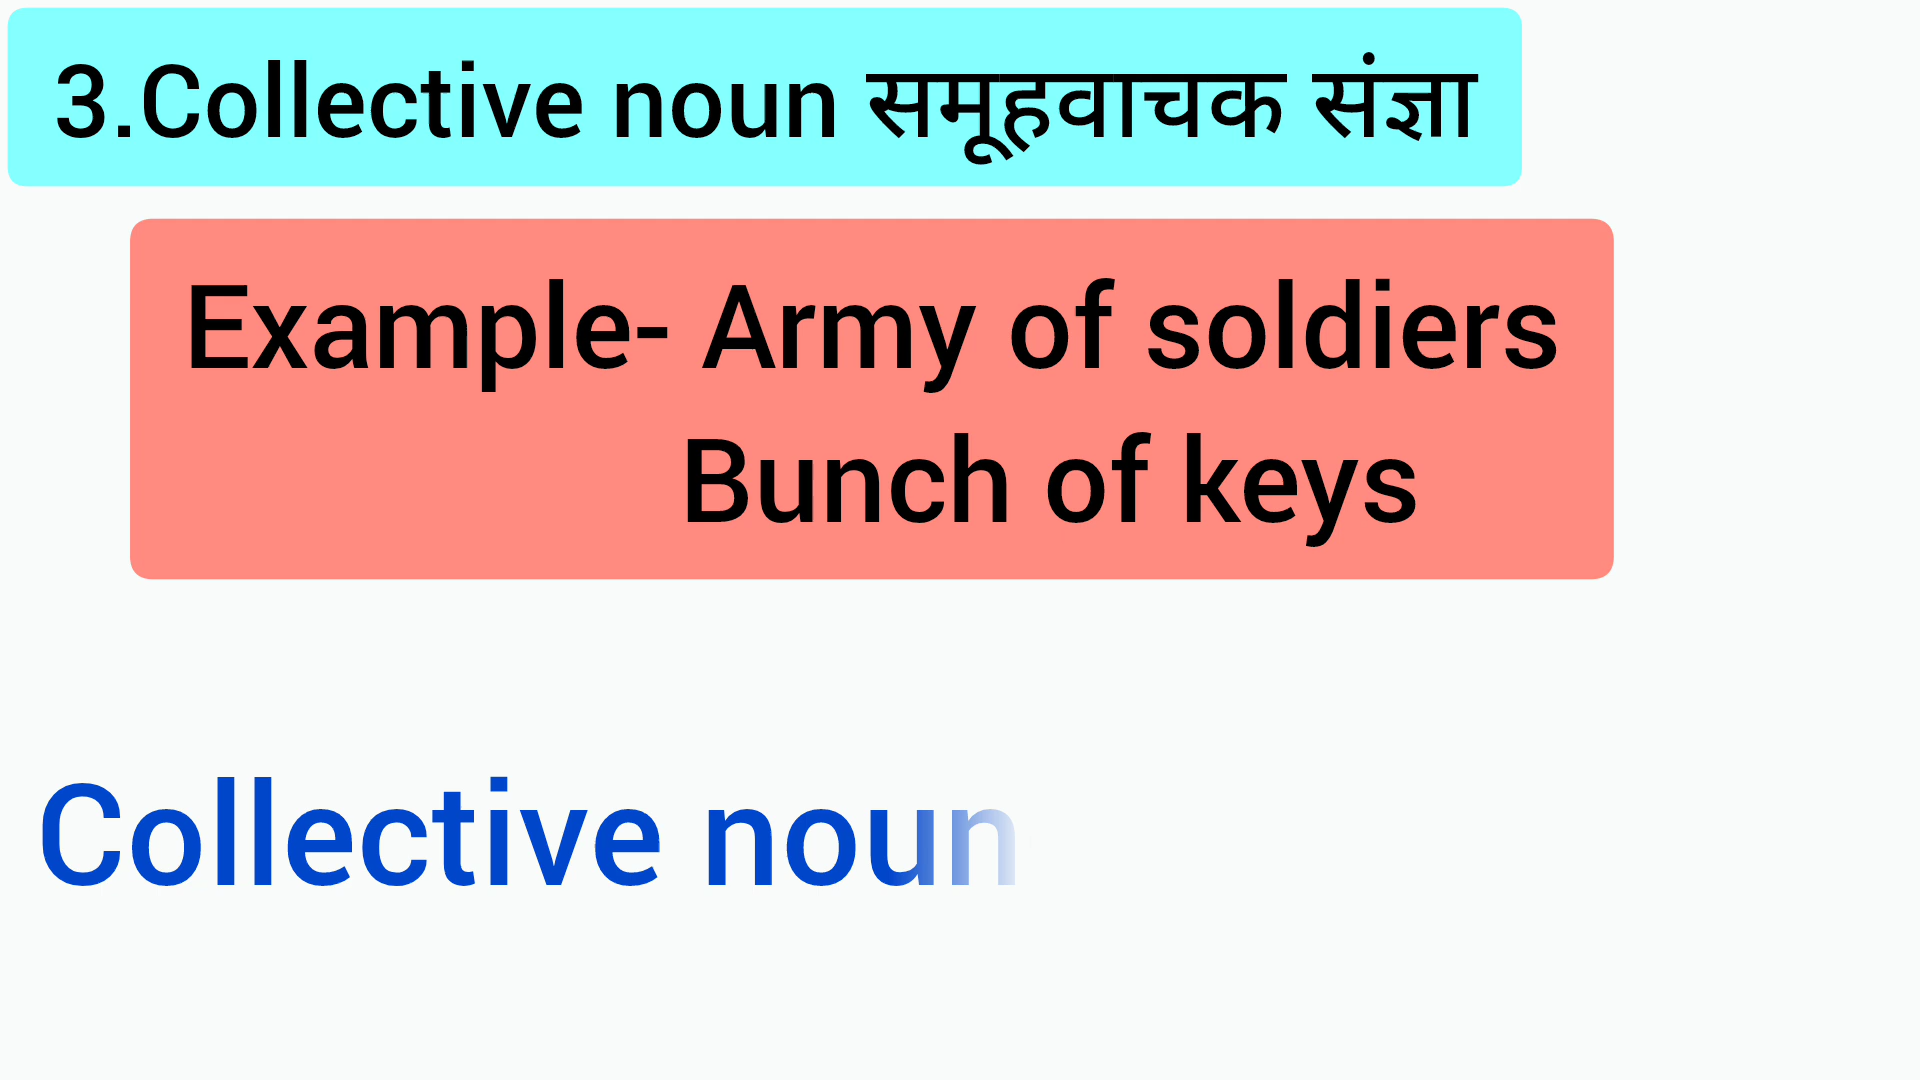 3.Collective noun समूहवाचक संज्ञा
Example- Army of soldiers
Bunch of keys
Collective noun